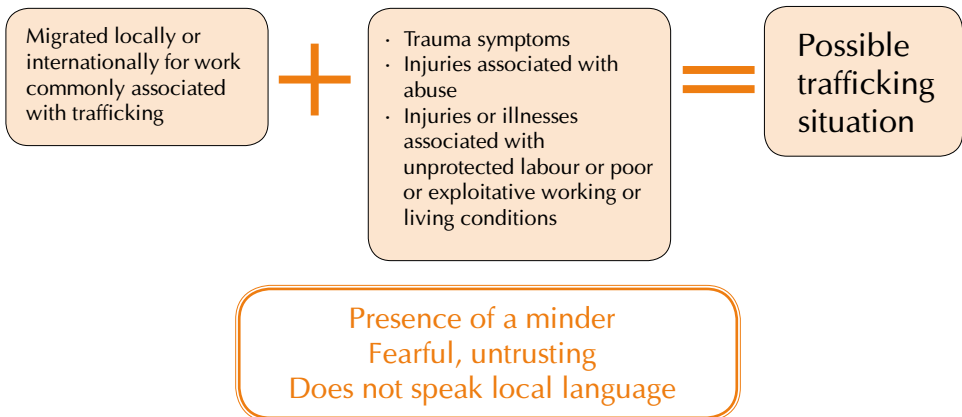 Migrated locally or
internationally for work
commonly associated
with trafficking
+
· Trauma symptoms
· Injuries associated with
abuse
· Injuries or illnesses
associated with
unprotected labour or poor
or exploitative working or
living conditions
=
Possible
trafficking
situation
Presence of a minder
Fearful, untrusting
Does not speak local language